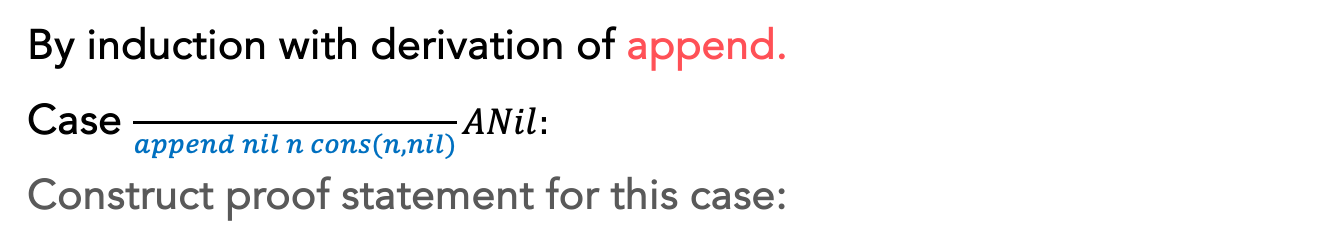 By induction with derivation of append.
Case append nil n cons(n,nil) ANil:
Construct proof statement for this case: